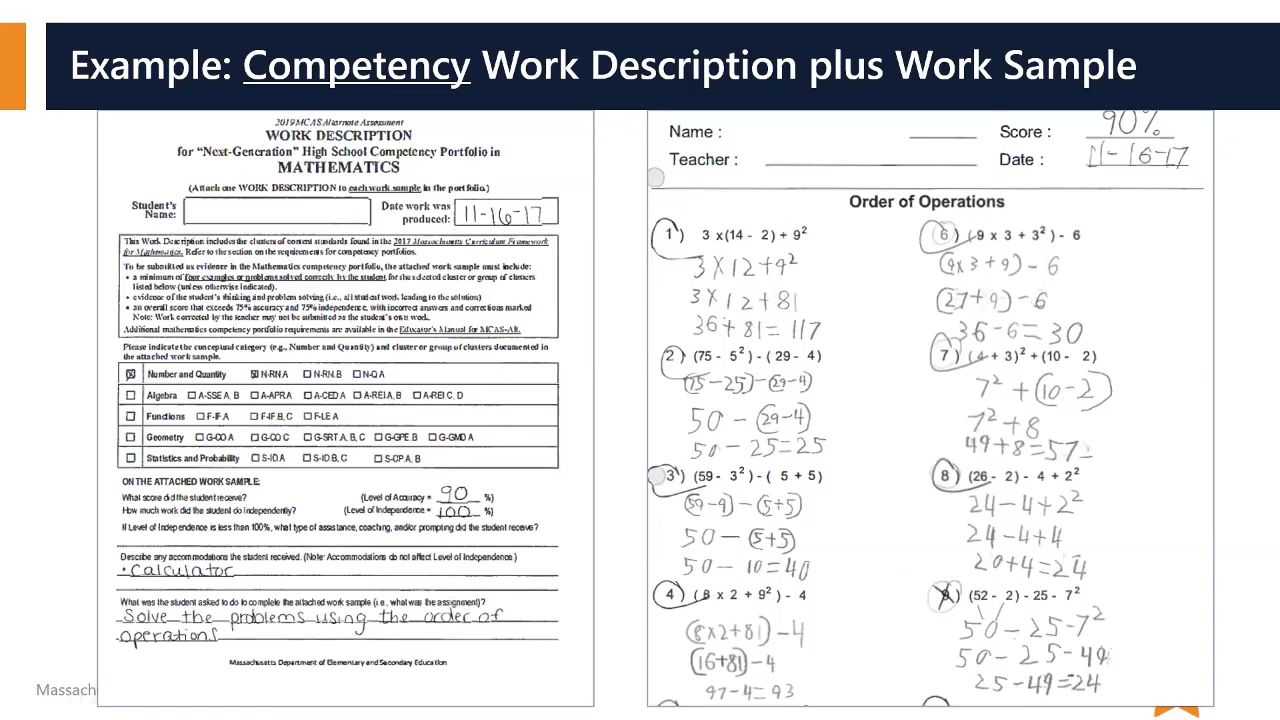 Example: Competency Work Description plus Work Sample
2019 MCAS Alternate Assessment
WORK DESCRIPTION
for “Next-Generation” High School Competency Portfolio in
MATHEMATICS
(Attach one WORK DESCRIPTION to each work sample in the portfolio.)
Student's Name:
Date work was produced: 11-16-17
This Work Description includes the clusters of content standards found in the 2017 Massachusetts Curriculum Framework
for Mathematics. Refer to the section on the requirements for competency portfolios.
To be submitted as evidence in the Mathematics competency portfolio, the attached work sample must include:
• a minimum of four examples or problems solved correctly by the student for the selected cluster or group of clusters
listed below (unless otherwise indicated).
• evidence of the student's thinking and problem solving (i.e., all student work leading to the solution)
• an overall score that exceeds 75% accuracy and 75% independence, with incorrect answers and corrections marked
Note: Work corrected by the teacher may not be submitted as the student's own work.
Additional mathematics competency portfolio requirements are available in the Educator's Manual for MCAS-Alt.
Please indicate the conceptual category (e.g., Number and Quantity) and cluster or group of clusters documented in
the attached work sample.
Number and Quantity N-RN.A N-RN.B N-Q.A
Algebra A-SSE A, B A-APR.A A-CED.A A-REI.A, B A-REI C, D
Functions F-IF.A F-IF.B, C F-LE.A
Geometry G-CO A G-CO C G-SRT A, B, C G-GPE B G-GMD A
Statistics and Probability S-ID.A S-ID.B, C S-CP.A, B
ON THE ATTACHED WORK SAMPLE:
What score did the student receive? (Level of Accuracy = 90 %)
How much work did the student do independently? (Level of Independence = 100 %)
If Level of Independence is less than 100%, what type of assistance, coaching, and/or prompting did the student receive?
Describe any accommodations the student received. (Note: Accommodations do not affect Level of Independence.)
• Calculator
What was the student asked to do to complete the attached work sample (i.e., what was the assignment)?
Solve the problems using the order of
operations
Massachusetts Department of Elementary and Secondary Education
Massach
Name : Score : 90%
Teacher : Date : 11-16-17
Order of Operations
1 ) 3 x(14 - 2) + 9²
3 x 12 + 9²
3 x 12 + 81
36 + 81 = 117
2 ) (75 - 5²) - ( 29 - 4)
(75 - 25) - (29 - 4)
50 - (29 - 4)
50 - 25 = 25
3 ) (59 - 3²) - ( 5 + 5)
(59 - 9) - (5 + 5)
50 - (5 + 5)
50 - 10 = 40
4 ) ( 8 x 2 + 9²) - 4
(8 x 2 + 81) - 4
(16 + 81) - 4
97 - 4 = 93
6 ) ( 9 x 3 + 3²) - 6
(9 x 3 + 9) - 6
(27 + 9) - 6
36 - 6 = 30
7 ) (4 + 3)² + (10 - 2)
7² + (10 - 2)
7² + 8
49 + 8 = 57
8 ) (26 - 2) - 4 + 2²
24 - 4 + 2²
24 - 4 + 4
20 + 4 = 24
9 ) (52 - 2) - 25 - 7²
50 - 25 - 7²
50 - 25 - 49
25 - 49 = 24